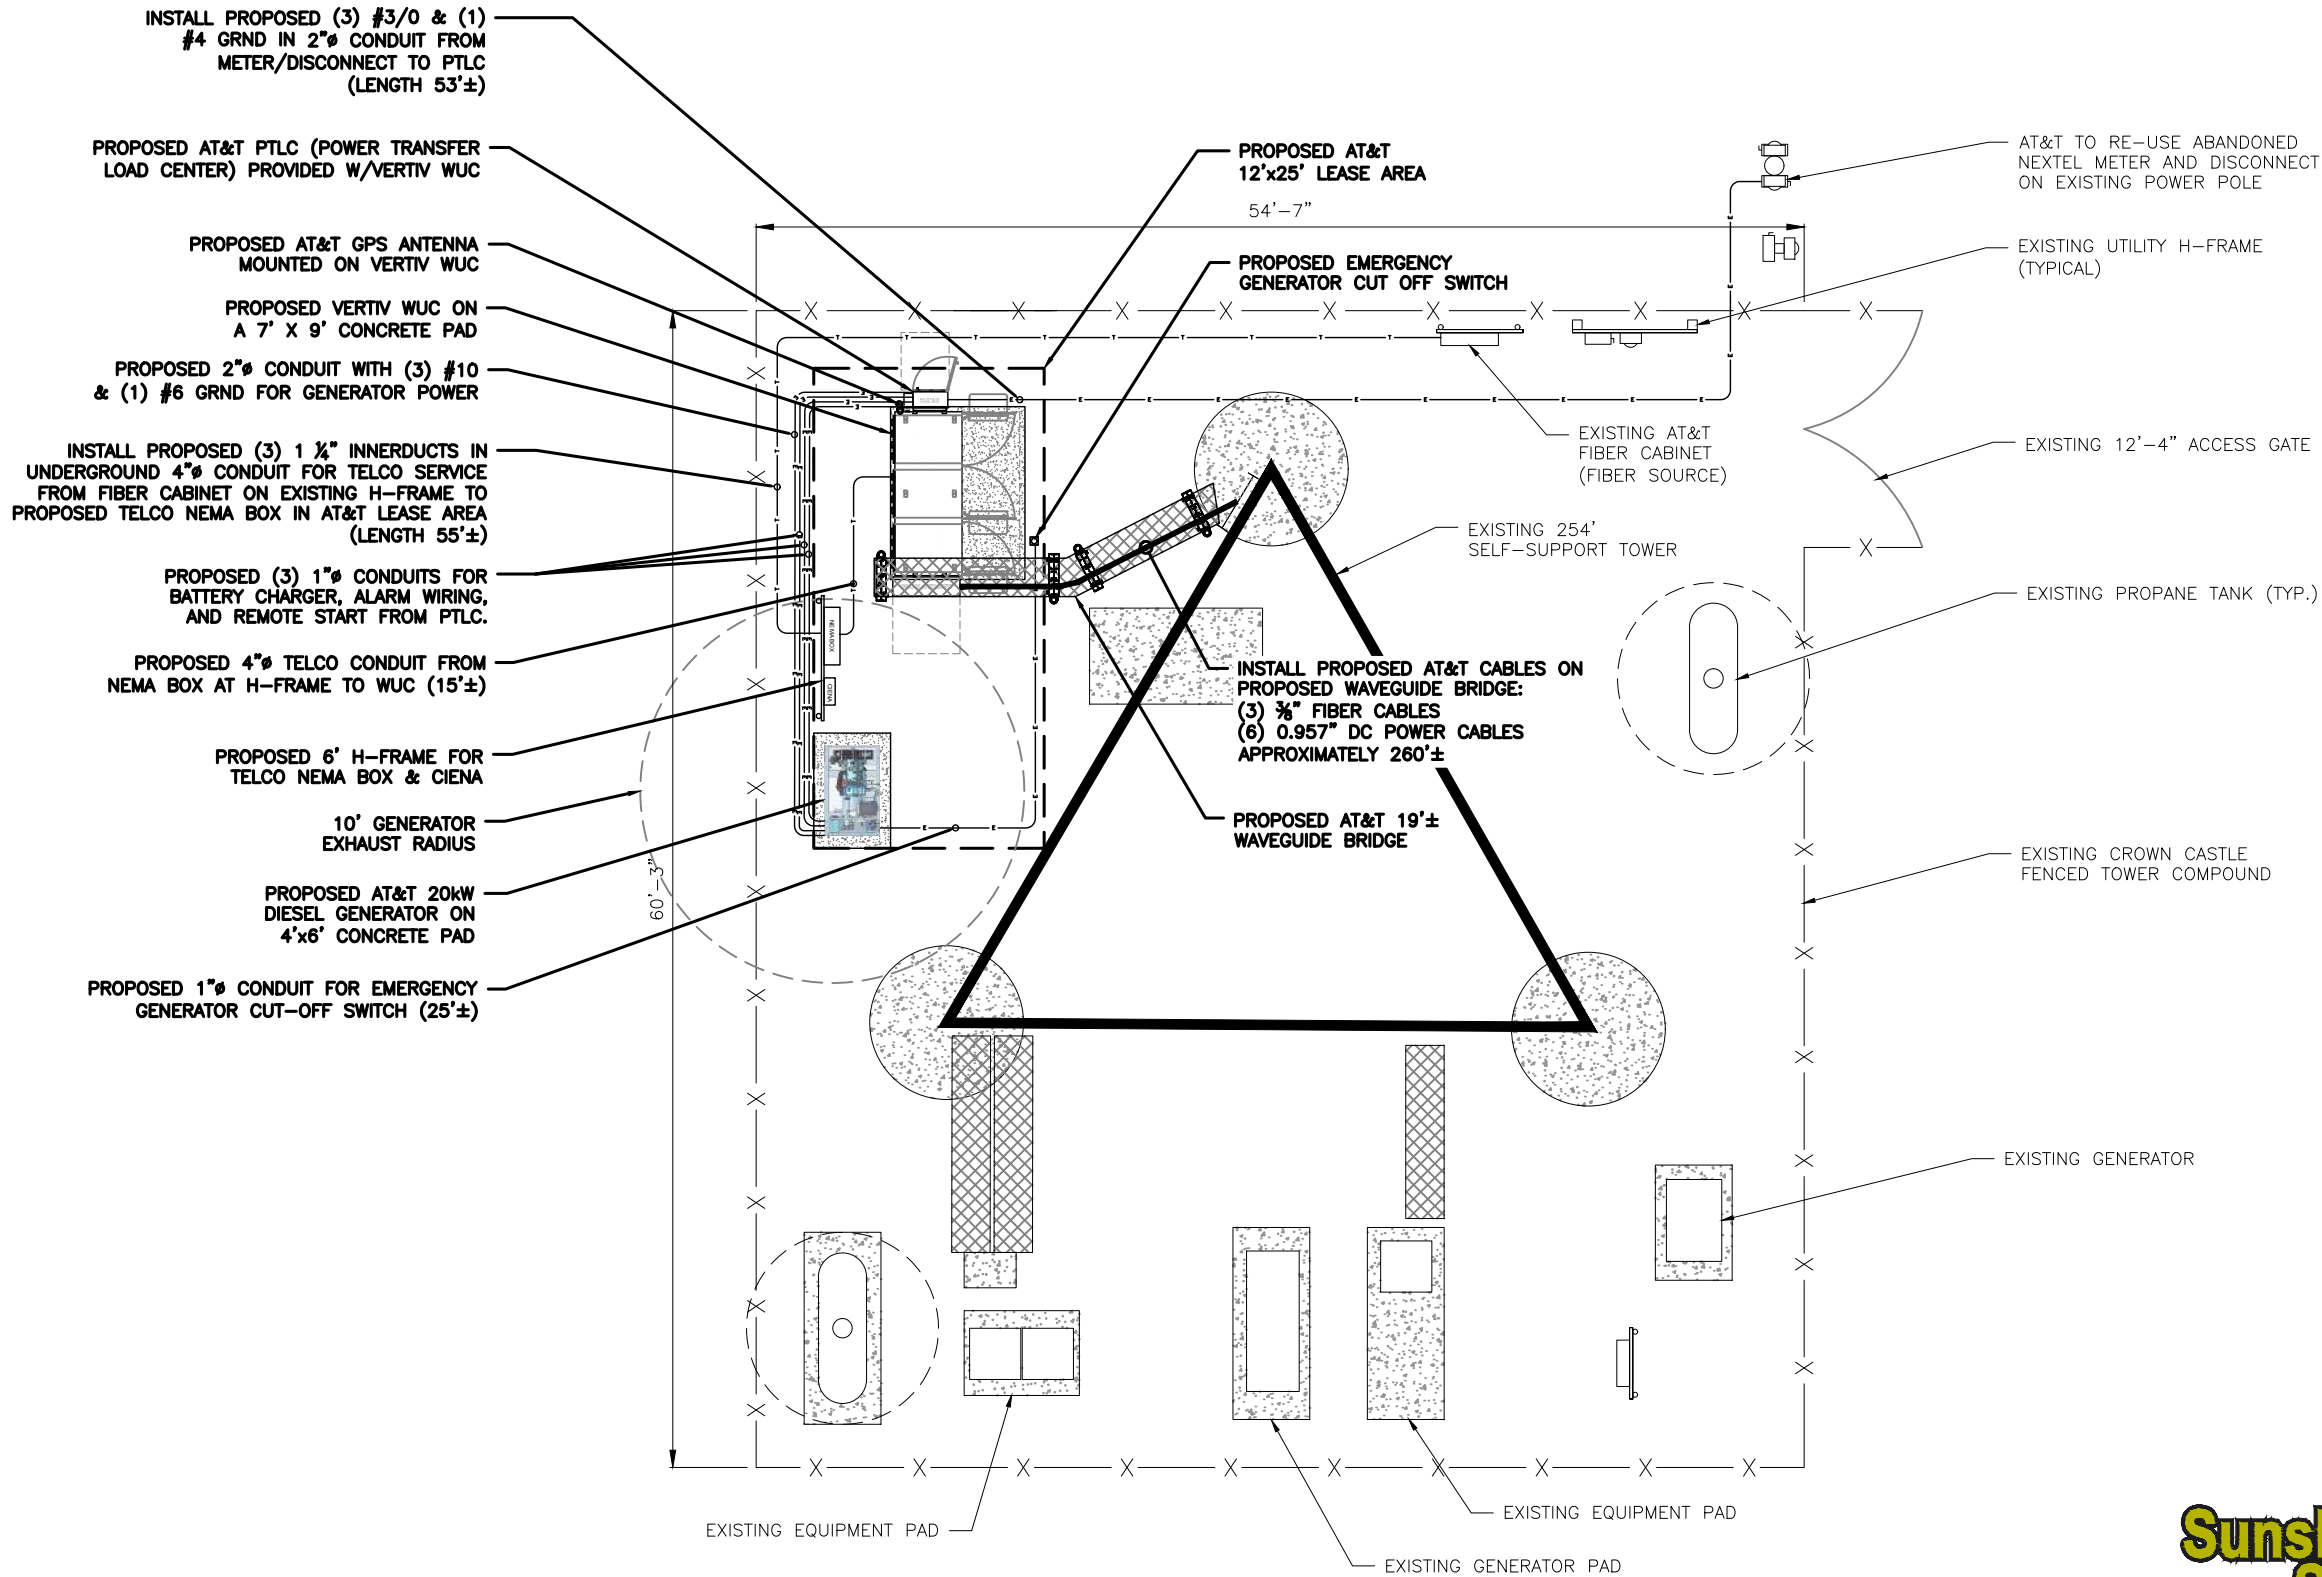 INSTALL PROPOSED (3) #3/0 & (1)
#4 GRND IN 2"ø CONDUIT FROM
METER/DISCONNECT TO PTLC
(LENGTH 53'±)
PROPOSED AT&T PTLC (POWER TRANSFER
LOAD CENTER) PROVIDED W/VERTIV WUC
PROPOSED AT&T GPS ANTENNA
MOUNTED ON VERTIV WUC
PROPOSED VERTIV WUC ON
A 7' X 9' CONCRETE PAD
PROPOSED 2"ø CONDUIT WITH (3) #10
& (1) #6 GRND FOR GENERATOR POWER
INSTALL PROPOSED (3) 1 ¼" INNERDUCTS IN
UNDERGROUND 4"ø CONDUIT FOR TELCO SERVICE
FROM FIBER CABINET ON EXISTING H-FRAME TO
PROPOSED TELCO NEMA BOX IN AT&T LEASE AREA
(LENGTH 55'±)
PROPOSED (3) 1"ø CONDUITS FOR
BATTERY CHARGER, ALARM WIRING,
AND REMOTE START FROM PTLC.
PROPOSED 4"ø TELCO CONDUIT FROM
NEMA BOX AT H-FRAME TO WUC (15'±)
PROPOSED 6' H-FRAME FOR
TELCO NEMA BOX & CIENA
10' GENERATOR
EXHAUST RADIUS
PROPOSED AT&T 20kW
DIESEL GENERATOR ON
4'x6' CONCRETE PAD
PROPOSED 1"ø CONDUIT FOR EMERGENCY
GENERATOR CUT-OFF SWITCH (25'±)
PROPOSED AT&T
12'x25' LEASE AREA
54'-7"
PROPOSED EMERGENCY
GENERATOR CUT OFF SWITCH
60'-3"
NEMA BOX
CIENA
INSTALL PROPOSED AT&T CABLES ON
PROPOSED WAVEGUIDE BRIDGE:
(3) ⅜" FIBER CABLES
(6) 0.957" DC POWER CABLES
APPROXIMATELY 260'±
PROPOSED AT&T 19'±
WAVEGUIDE BRIDGE
AT&T TO RE-USE ABANDONED
NEXTEL METER AND DISCONNECT
ON EXISTING POWER POLE
EXISTING UTILITY H-FRAME
(TYPICAL)
EXISTING AT&T
FIBER CABINET
(FIBER SOURCE)
EXISTING 12'-4" ACCESS GATE
EXISTING 254'
SELF-SUPPORT TOWER
EXISTING PROPANE TANK (TYP.)
EXISTING CROWN CASTLE
FENCED TOWER COMPOUND
EXISTING GENERATOR
EXISTING EQUIPMENT PAD
EXISTING EQUIPMENT PAD
EXISTING GENERATOR PAD